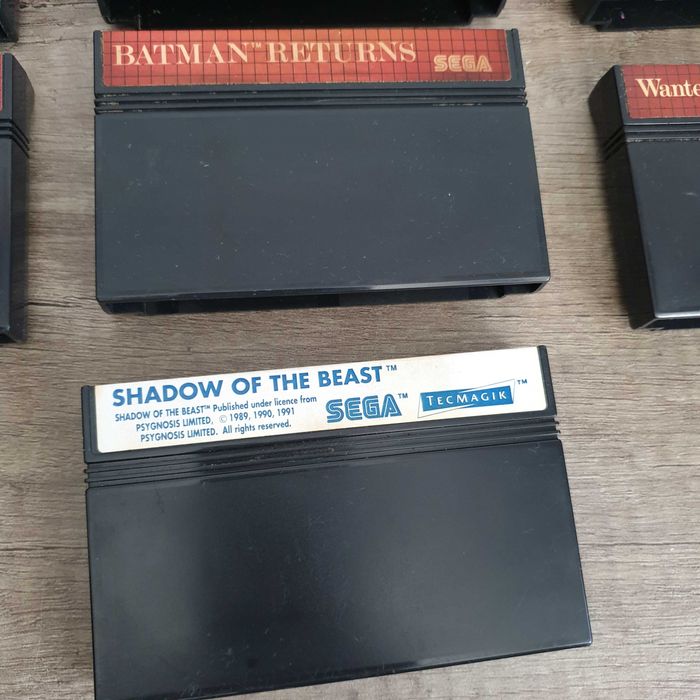 BATMAN™ RETURNS
SEGA
Wante
SHADOW OF THE BEAST™
SHADOW OF THE BEAST™ Published under licence from
PSYGNOSIS LIMITED, © 1989, 1990, 1991
PSYGNOSIS LIMITED. All rights reserved.
SEGA™
TECMAGIK™